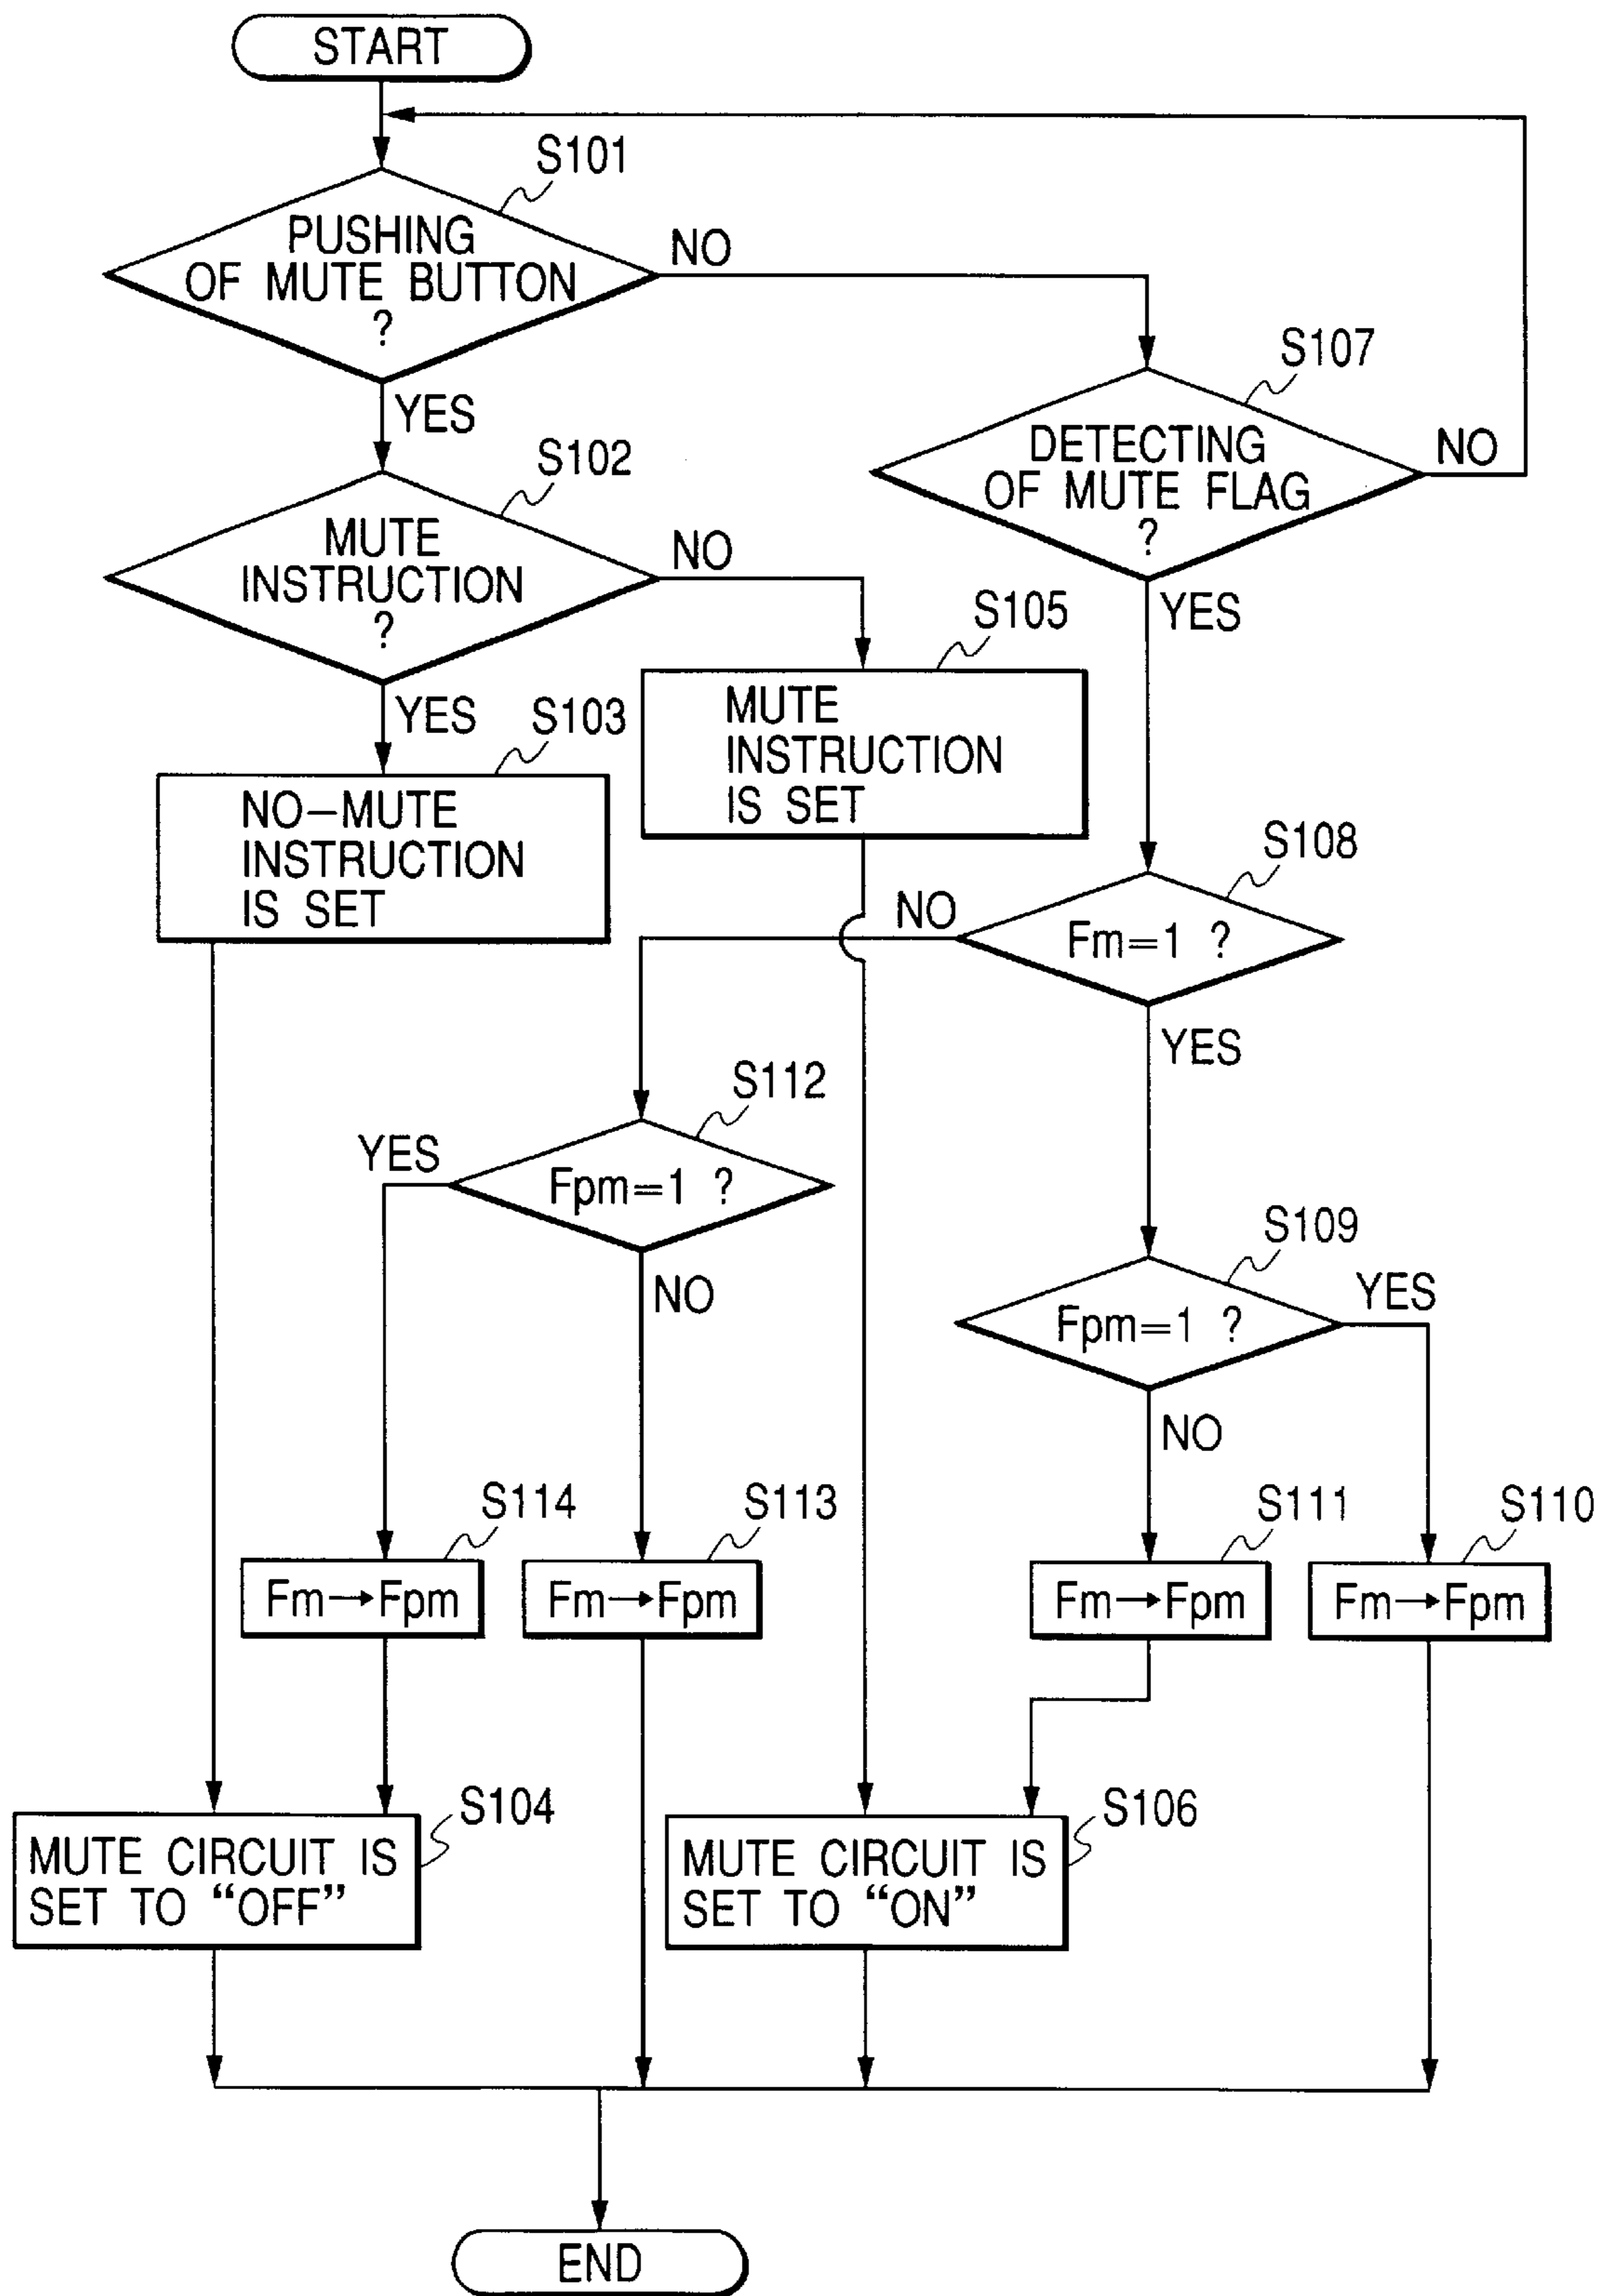 START
S101
PUSHING
OF MUTE BUTTON
?
NO
YES
S107
DETECTING
OF MUTE FLAG
?
NO
YES
S102
MUTE
INSTRUCTION
?
NO
YES
S105
MUTE
INSTRUCTION
IS SET
S103
NO—MUTE
INSTRUCTION
IS SET
S108
Fm=1 ?
NO
YES
S112
Fpm=1 ?
YES
NO
S109
Fpm=1 ?
YES
NO
S114
Fm→Fpm
S113
Fm→Fpm
S111
Fm→Fpm
S110
Fm→Fpm
S104
MUTE CIRCUIT IS
SET TO “OFF”
S106
MUTE CIRCUIT IS
SET TO “ON”
END